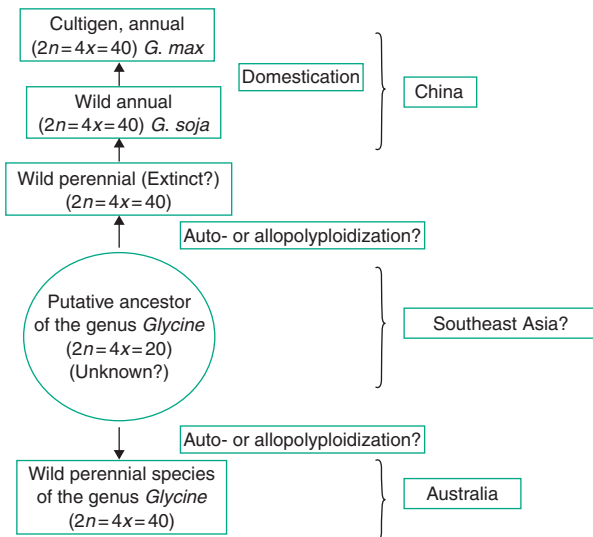 Cultigen, annual
(2n=4x=40) G. max
Domestication
China
Wild annual
(2n=4x=40) G. soja
Wild perennial (Extinct?)
(2n=4x=40)
Auto- or allopolyploidization?
Putative ancestor
of the genus Glycine
(2n=4x=20)
(Unknown?)
Southeast Asia?
Auto- or allopolyploidization?
Wild perennial species
of the genus Glycine
(2n=4x=40)
Australia